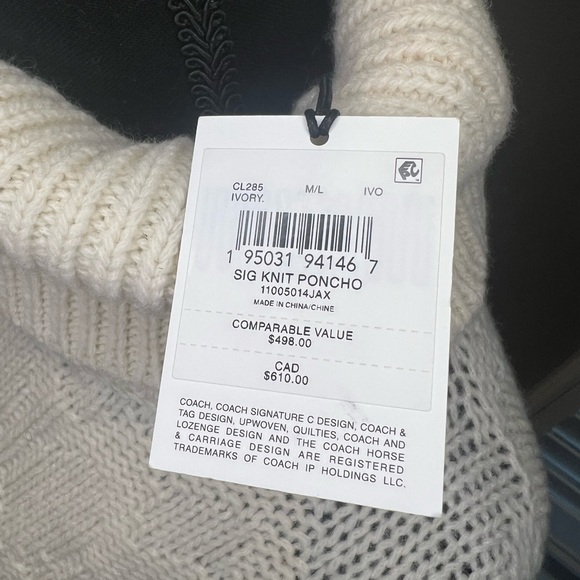 CL285 M/L IVO
IVORY.
1 95031 94146 7
SIG KNIT PONCHO
11005014JAX
MADE IN CHINA/CHINE
COMPARABLE VALUE
$498.00
CAD
$610.00
COACH, COACH SIGNATURE C DESIGN, COACH &
TAG DESIGN, UPWOVEN, QUILTIES, COACH AND
LOZENGE DESIGN AND THE COACH HORSE
& CARRIAGE DESIGN ARE REGISTERED
TRADEMARKS OF COACH IP HOLDINGS LLC.